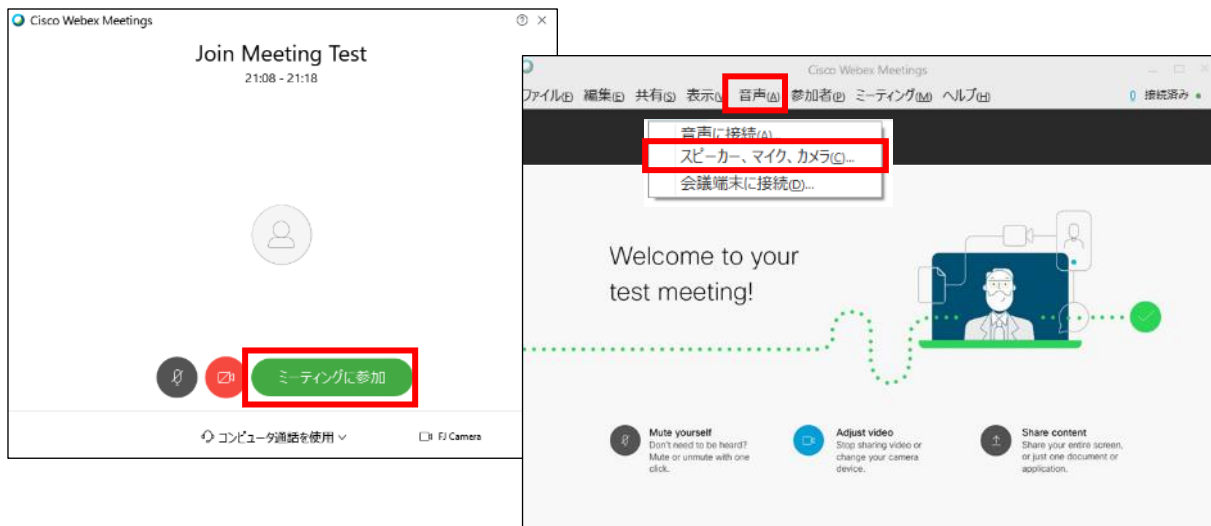 Cisco Webex Meetings
Join Meeting Test
21:08 - 21:18
ミーティングに参加
コンピュータ通話を使用
FJ Camera
Cisco Webex Meetings
ファイル(F) 編集(E) 共有(S) 表示(V) 音声(A) 参加者(P) ミーティング(M) ヘルプ(H) 接続済み
音声に接続(A)...
スピーカー、マイク、カメラ(C)...
会議端末に接続(D)...
Welcome to your
test meeting!
Mute yourself
Don't need to be heard?
Mute or unmute with one
click.
Adjust video
Stop sharing video or
change your camera
device.
Share content
Share your entire screen,
or just one document or
application.